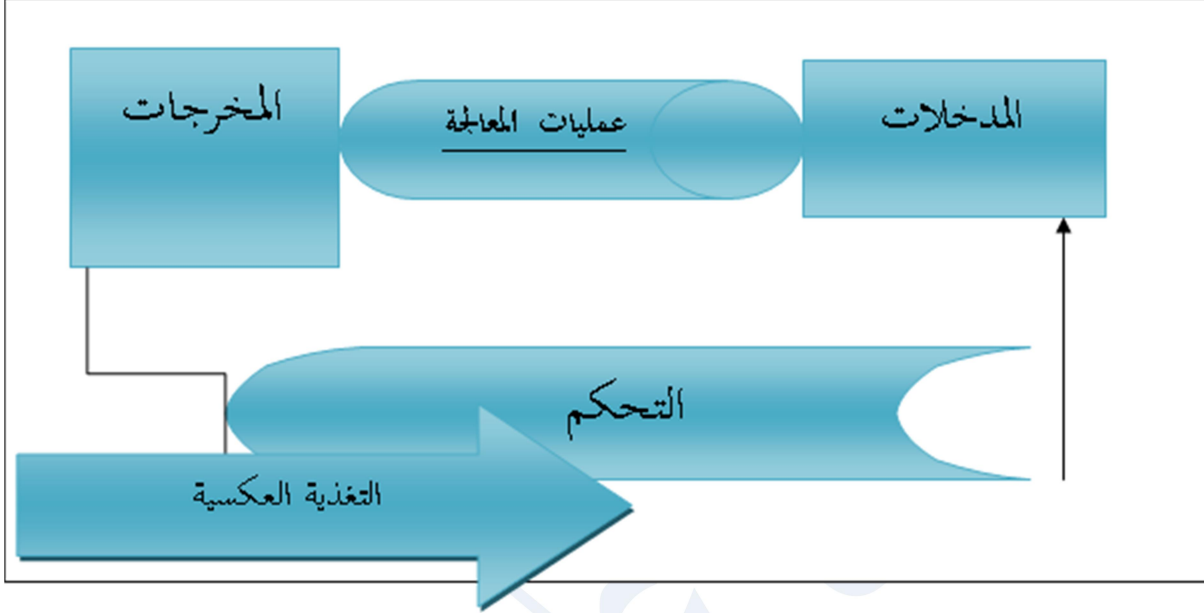 المدخلات
عمليات المعالجة
المخرجات
التحكم
التغذية العكسية